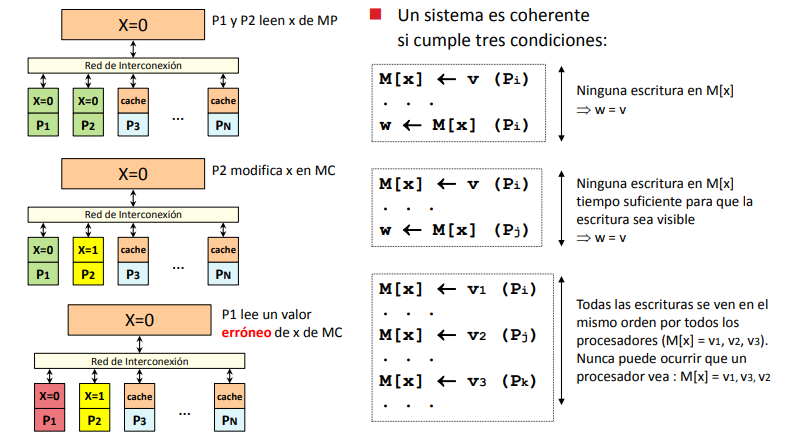 X=0
P1 y P2 leen x de MP
Red de Interconexión
X=0 X=0 cache cache
P1 P2 P3 ... PN
X=0
P2 modifica x en MC
Red de Interconexión
X=0 X=1 cache cache
P1 P2 P3 ... PN
X=0
P1 lee un valor
erróneo de x de MC
Red de Interconexión
X=0 X=1 cache cache
P1 P2 P3 ... PN
Un sistema es coherente
si cumple tres condiciones:
M[x] ← v (Pi)
. . .
w ← M[x] (Pi)
Ninguna escritura en M[x]
⇒ w = v
M[x] ← v (Pi)
. . .
w ← M[x] (Pj)
Ninguna escritura en M[x]
tiempo suficiente para que la
escritura sea visible
⇒ w = v
M[x] ← v1 (Pi)
. . .
M[x] ← v2 (Pj)
. . .
M[x] ← v3 (Pk)
. . .
Todas las escrituras se ven en el
mismo orden por todos los
procesadores (M[x] = v1, v2, v3).
Nunca puede ocurrir que un
procesador vea : M[x] = v1, v3, v2